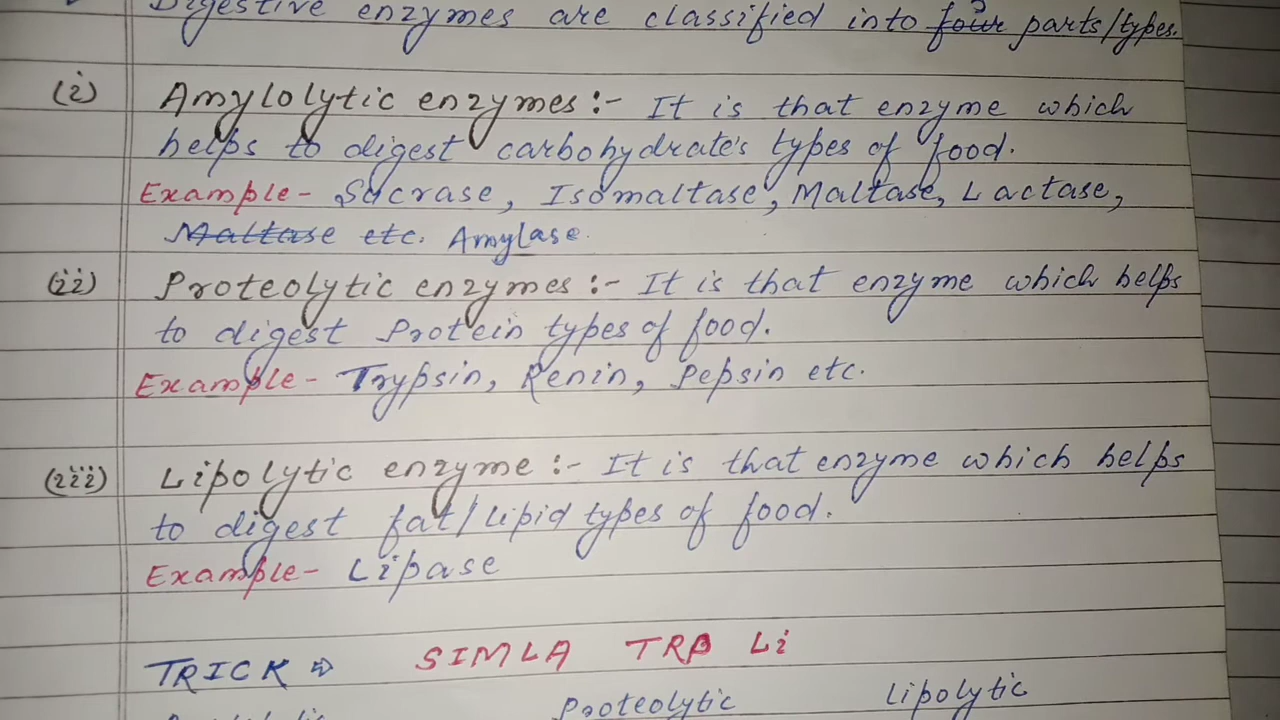 Digestive enzymes are classified into four parts/types.
(i) Amylolytic enzymes :- It is that enzyme which
helps to digest carbohydrate's types of food.
Example - Sucrase, Isomaltase, Maltase, Lactase,
Maltase etc. Amylase.
(ii) Proteolytic enzymes :- It is that enzyme which helps
to digest Protein types of food.
Example - Trypsin, Renin, Pepsin etc.
(iii) Lipolytic enzyme :- It is that enzyme which helps
to digest fat/lipid types of food.
Example - Lipase
TRICK ⇨ SIMLA TRP Li
Proteolytic Lipolytic